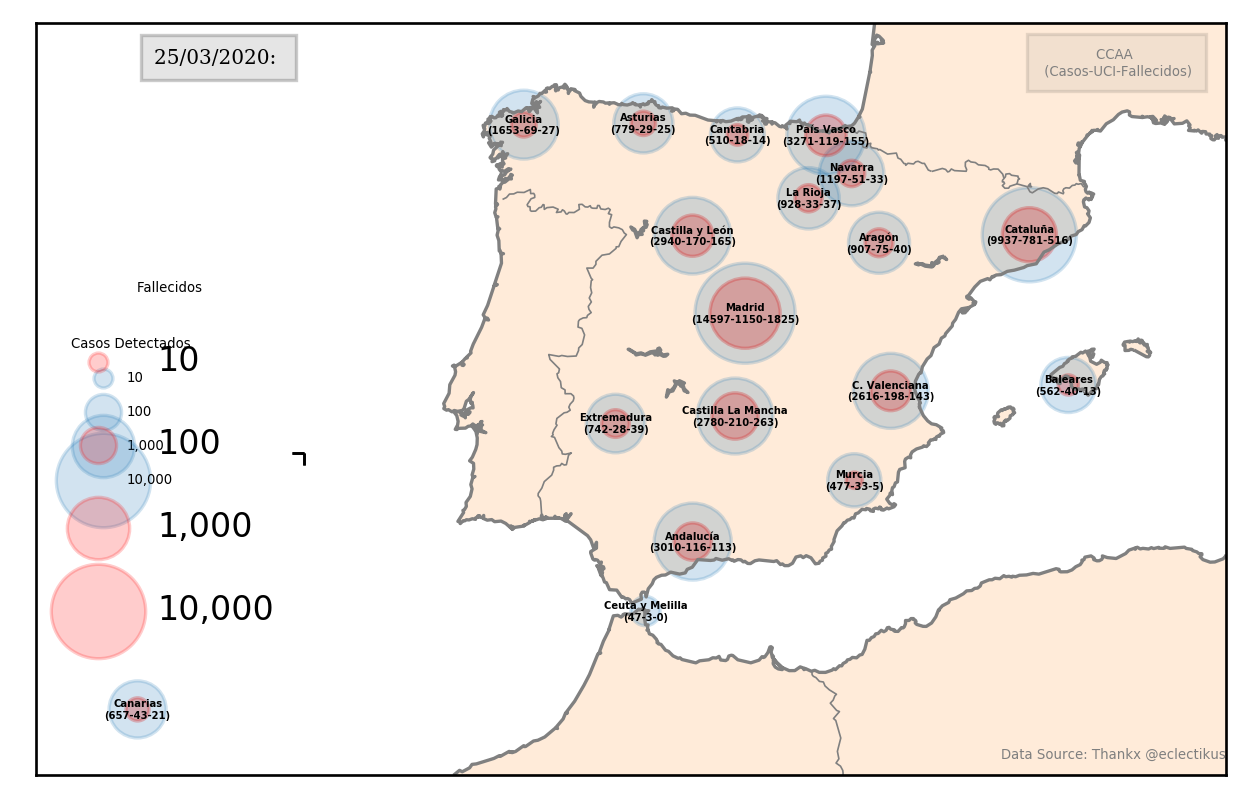 25/03/2020:
CCAA
(Casos-UCI-Fallecidos)
Galicia
(1653-69-27)
Asturias
(779-29-25)
Cantabria
(510-18-14)
País Vasco
(3271-119-155)
Navarra
(1197-51-33)
La Rioja
(928-33-37)
Castilla y León
(2940-170-165)
Aragón
(907-75-40)
Cataluña
(9937-781-516)
Madrid
(14597-1150-1825)
Fallecidos
Casos Detectados
10
10
100
1,000
100
10,000
1,000
10,000
C. Valenciana
(2616-198-143)
Baleares
(562-40-13)
Extremadura
(742-28-39)
Castilla La Mancha
(2780-210-263)
Murcia
(477-33-5)
Andalucía
(3010-116-113)
Ceuta y Melilla
(47-3-0)
Canarias
(657-43-21)
Data Source: Thankx @eclectikus